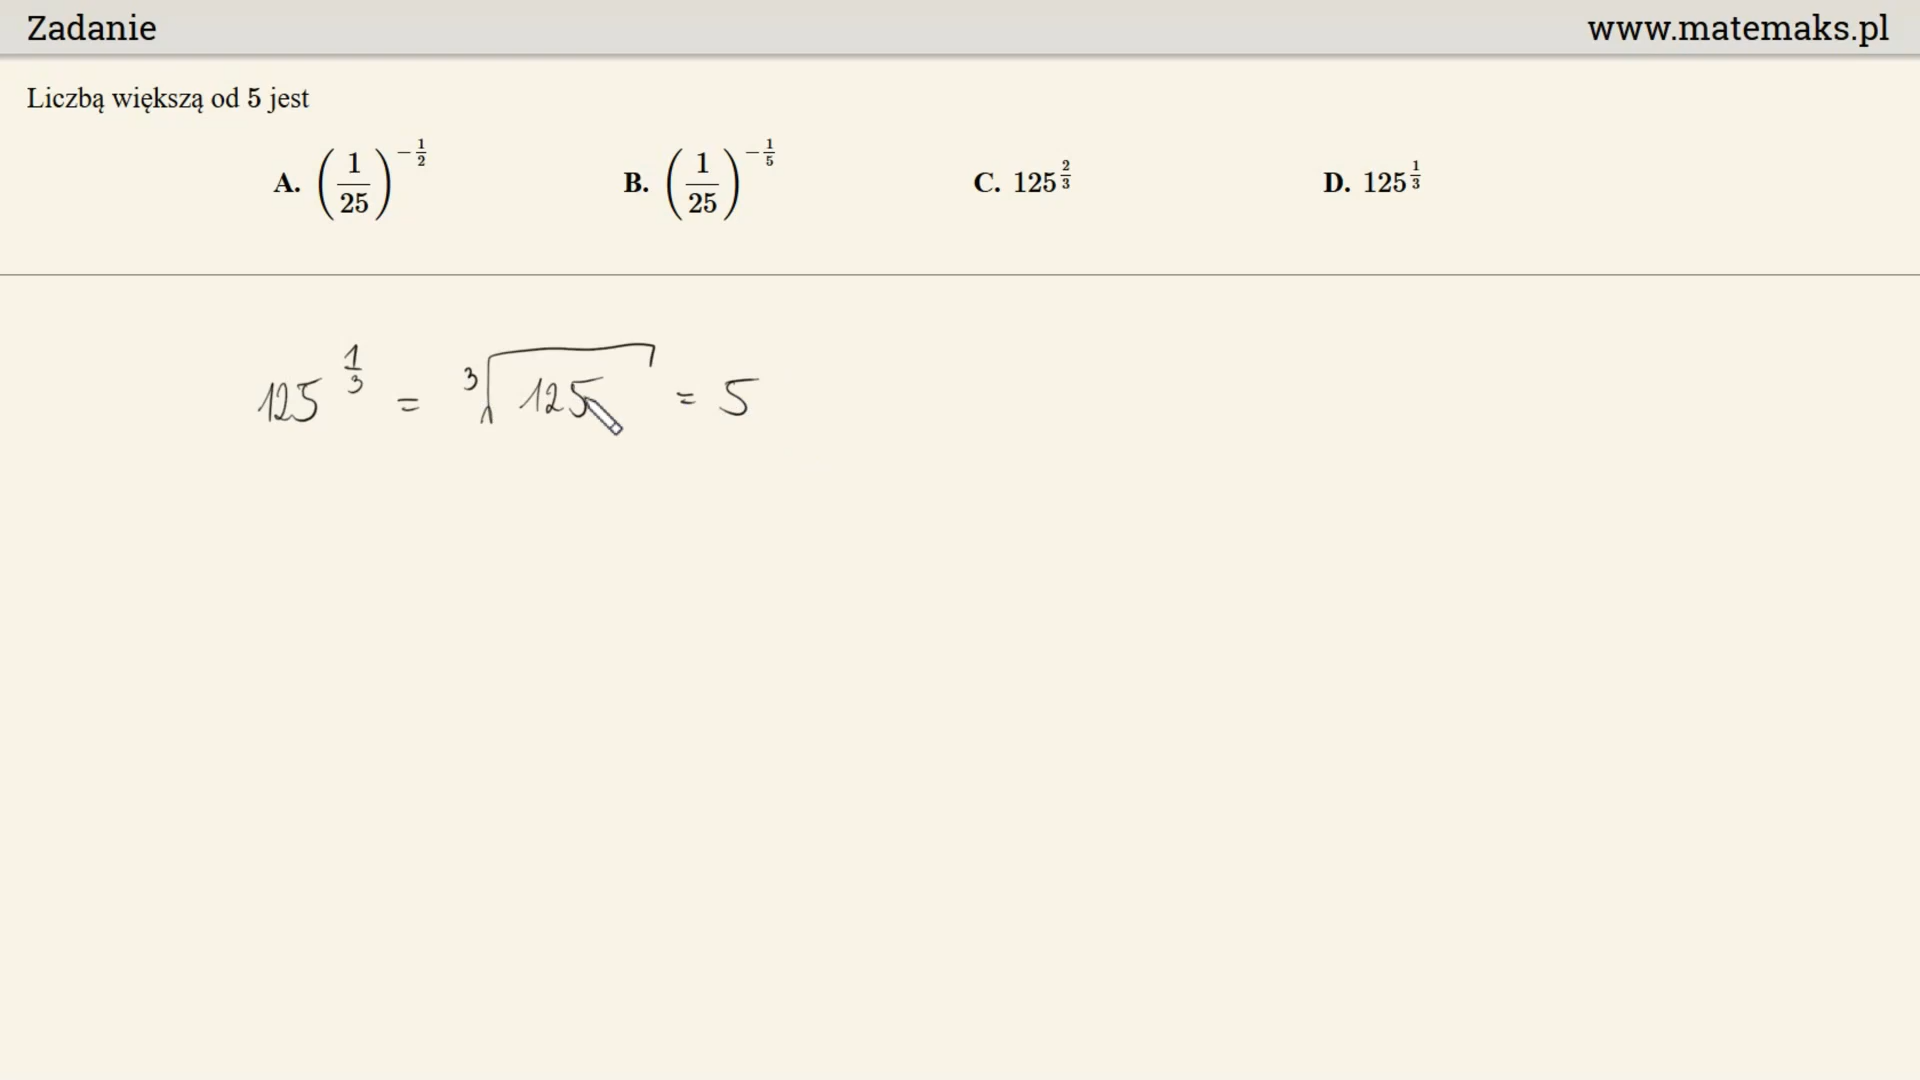 Zadanie www.matemaks.pl
Liczbą większą od 5 jest
A. (1/25)^(-1/2) B. (1/25)^(-1/5) C. 125^(2/3) D. 125^(1/3)
125^(1/3) = ∛125 = 5